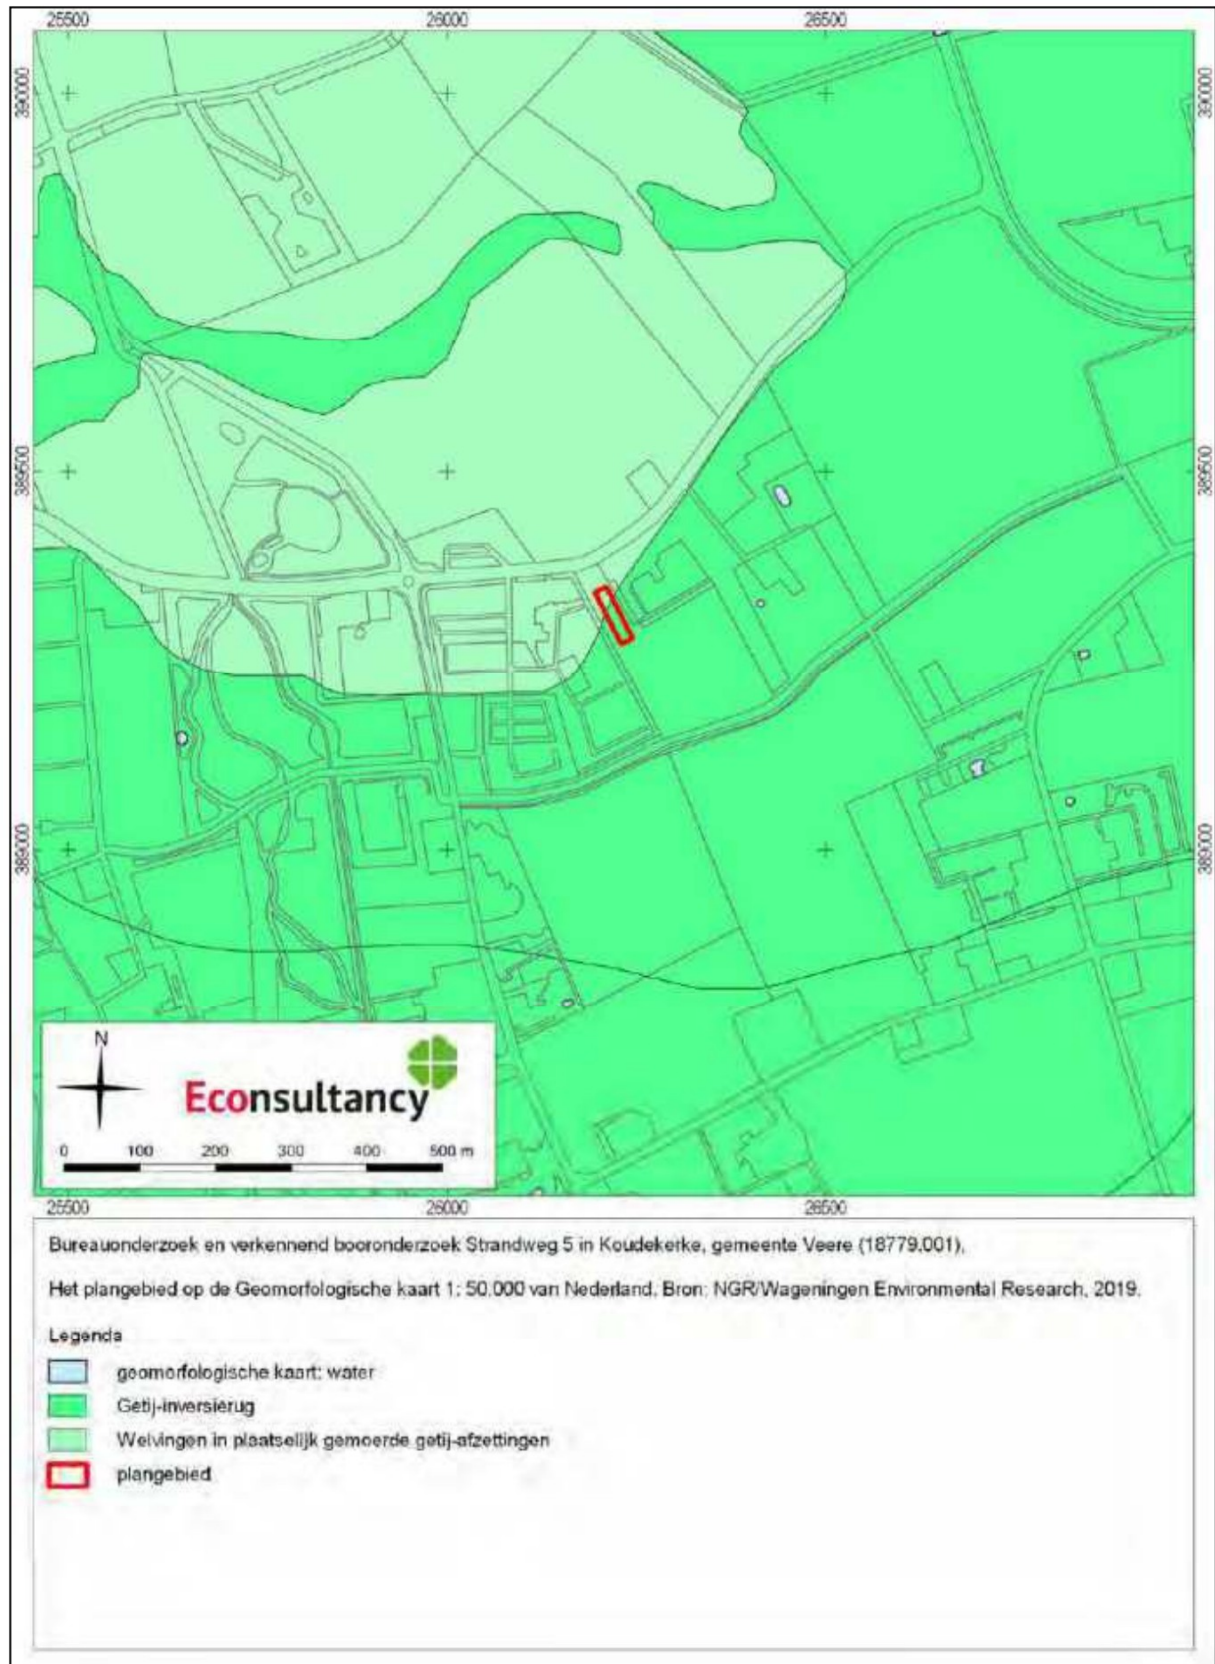 25500 26000 26500
390000 390000
389500 389500
389000 389000
N
Econsultancy
0 100 200 300 400 500 m
25500 26000 26500
Bureauonderzoek en verkennend booronderzoek Strandweg 5 in Koudekerke, gemeente Veere (18779.001).
Het plangebied op de Geomorfologische kaart 1: 50.000 van Nederland. Bron: NGR/Wageningen Environmental Research, 2019.
Legenda
geomorfologische kaart: water
Getij-inversierug
Welvingen in plaatselijk gemoerde getij-afzettingen
plangebied